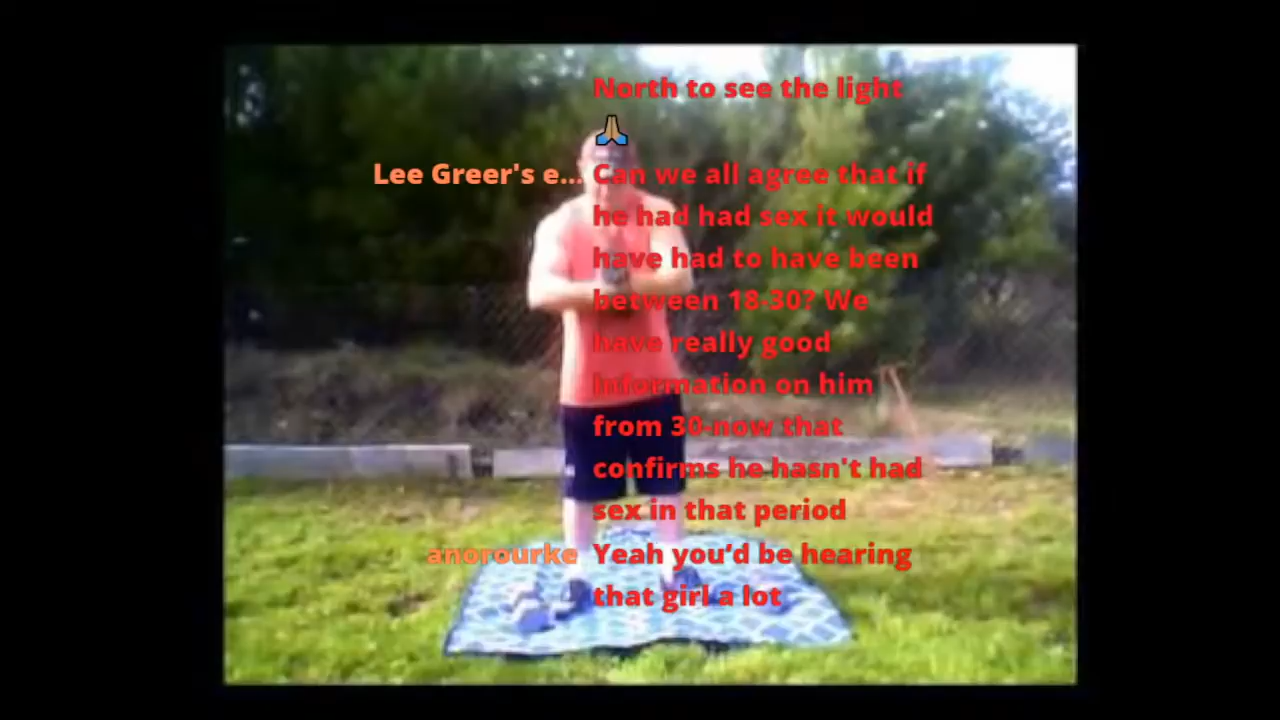 North to see the light
🙏🏽
Lee Greer's e... Can we all agree that if
he had had sex it would
have had to have been
between 18-30? We
have really good
information on him
from 30-now that
confirms he hasn't had
sex in that period
anorourke Yeah you’d be hearing
that girl a lot